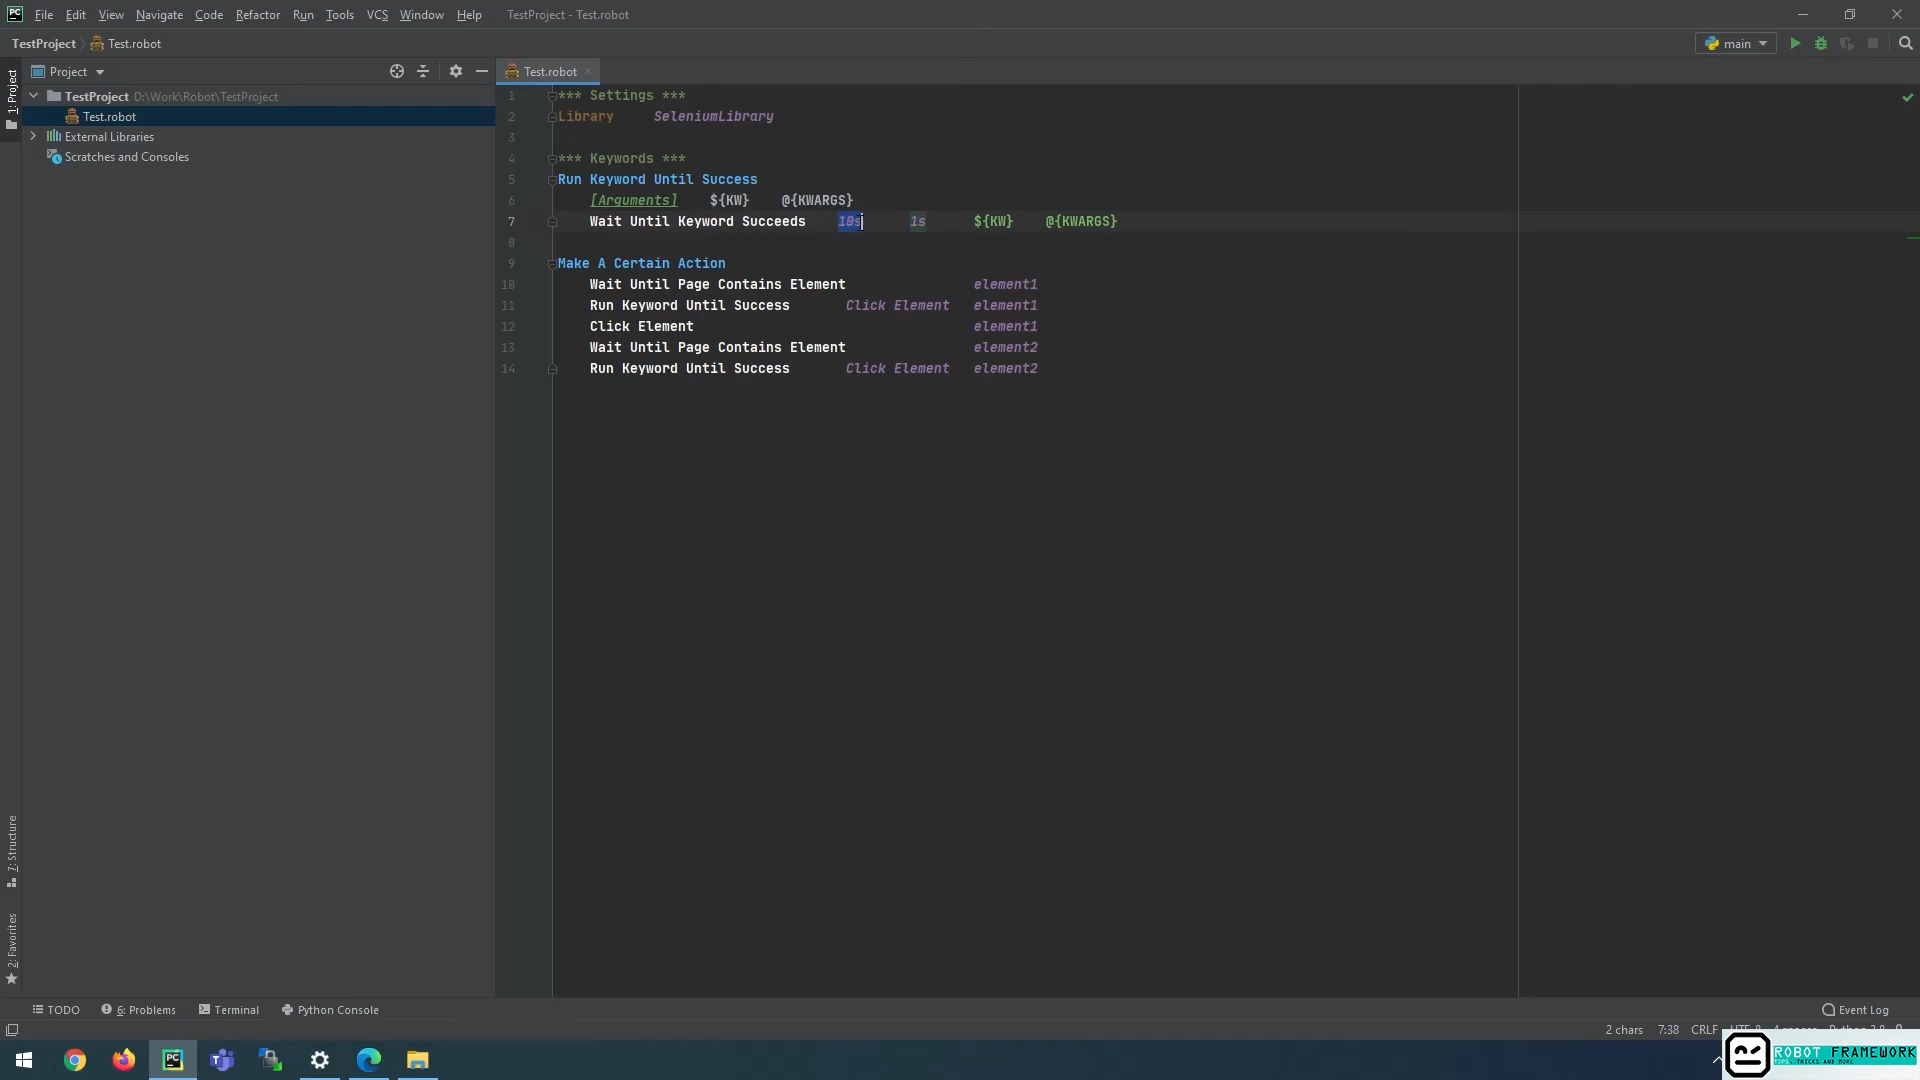 File Edit View Navigate Code Refactor Run Tools VCS Window Help TestProject - Test.robot
TestProject Test.robot main
Project Test.robot
1: Project
TestProject D:\Work\Robot\TestProject
Test.robot
External Libraries
Scratches and Consoles
1 *** Settings ***
2 Library SeleniumLibrary
3
4 *** Keywords ***
5 Run Keyword Until Success
6 [Arguments] ${KW} @{KWARGS}
7 Wait Until Keyword Succeeds 10s 1s ${KW} @{KWARGS}
8
9 Make A Certain Action
10 Wait Until Page Contains Element element1
11 Run Keyword Until Success Click Element element1
12 Click Element element1
13 Wait Until Page Contains Element element2
14 Run Keyword Until Success Click Element element2
7: Structure
2: Favorites
TODO 6: Problems Terminal Python Console Event Log
2 chars 7:38 CRLF
ROBOT FRAMEWORK
TIPS, TRICKS AND MORE